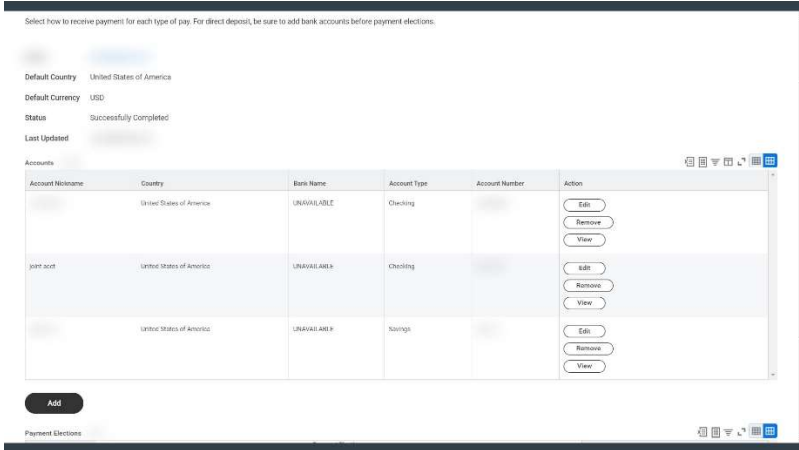 Select how to receive payment for each type of pay. For direct deposit, be sure to add bank accounts before payment elections.
Default Country United States of America
Default Currency USD
Status Successfully Completed
Last Updated
Accounts
Account Nickname Country Bank Name Account Type Account Number Action
United States of America UNAVAILABLE Checking Edit
Remove
View
joint acct United States of America UNAVAILABLE Checking Edit
Remove
View
United States of America UNAVAILABLE Savings Edit
Remove
View
Add
Payment Elections